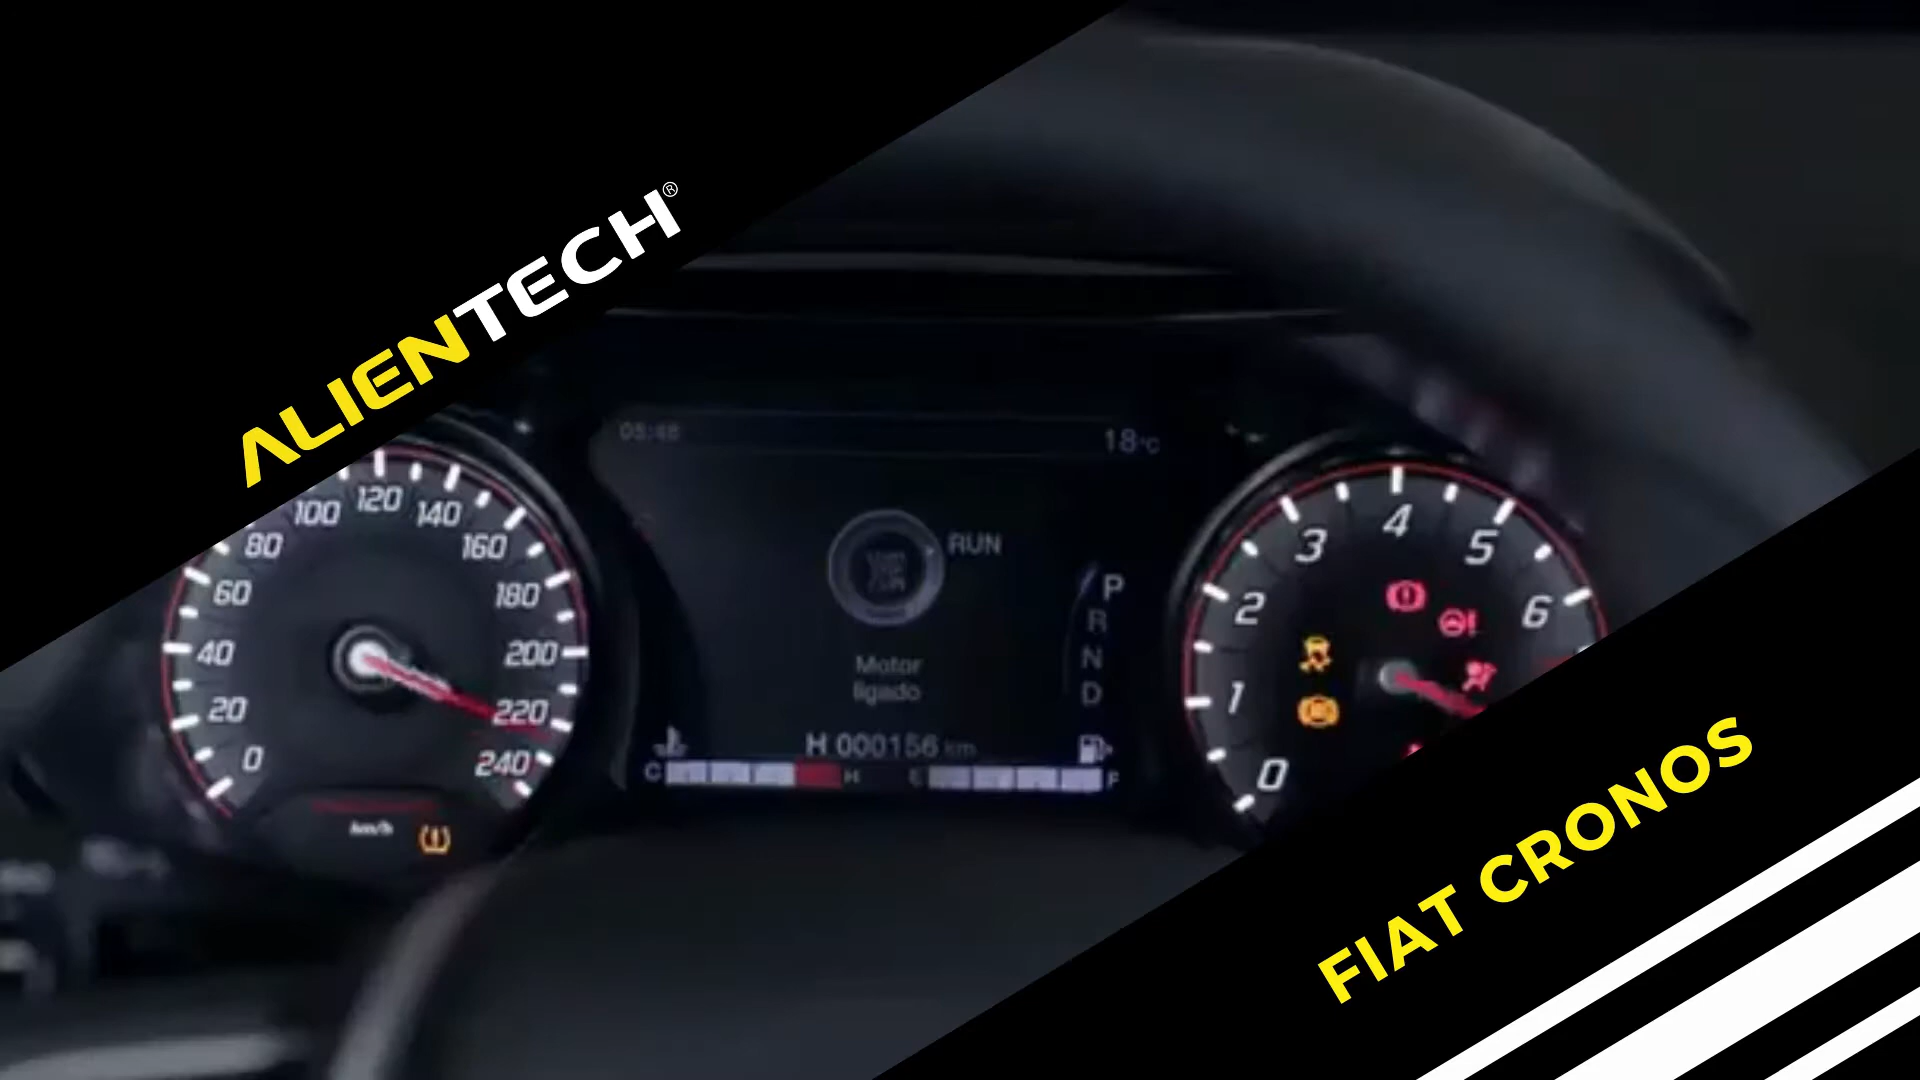 ALIENTECH®
05:48
18°C
RUN
Motor
ligado
P
R
N
D
H 000156 km
C
H
E
F
0
20
40
60
80
100
120
140
160
180
200
220
240
km/h
0
1
2
3
4
5
6
FIAT CRONOS